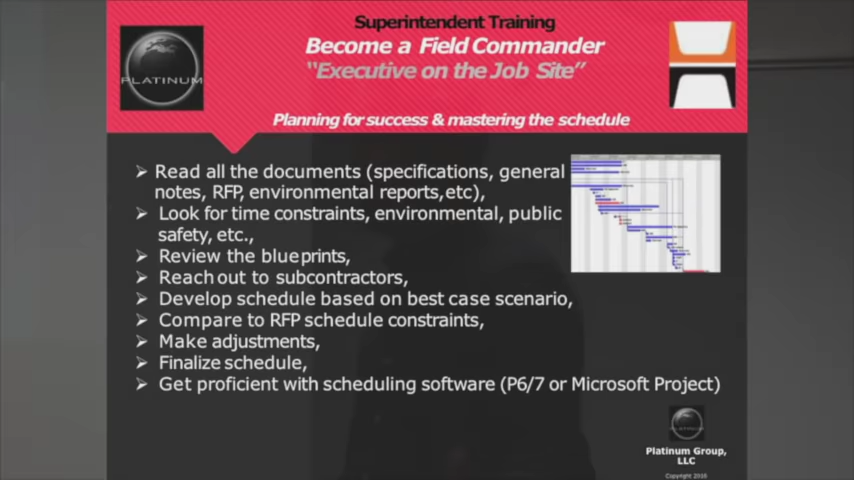 Superintendent Training
Become a Field Commander
"Executive on the Job Site"
PLATINUM
Planning for success & mastering the schedule
Read all the documents (specifications, general
notes, RFP, environmental reports,etc),
Look for time constraints, environmental, public
safety, etc.,
Review the blueprints,
Reach out to subcontractors,
Develop schedule based on best case scenario,
Compare to RFP schedule constraints,
Make adjustments,
Finalize schedule,
Get proficient with scheduling software (P6/7 or Microsoft Project)
PLATINUM
Platinum Group,
LLC
Copyright 2016